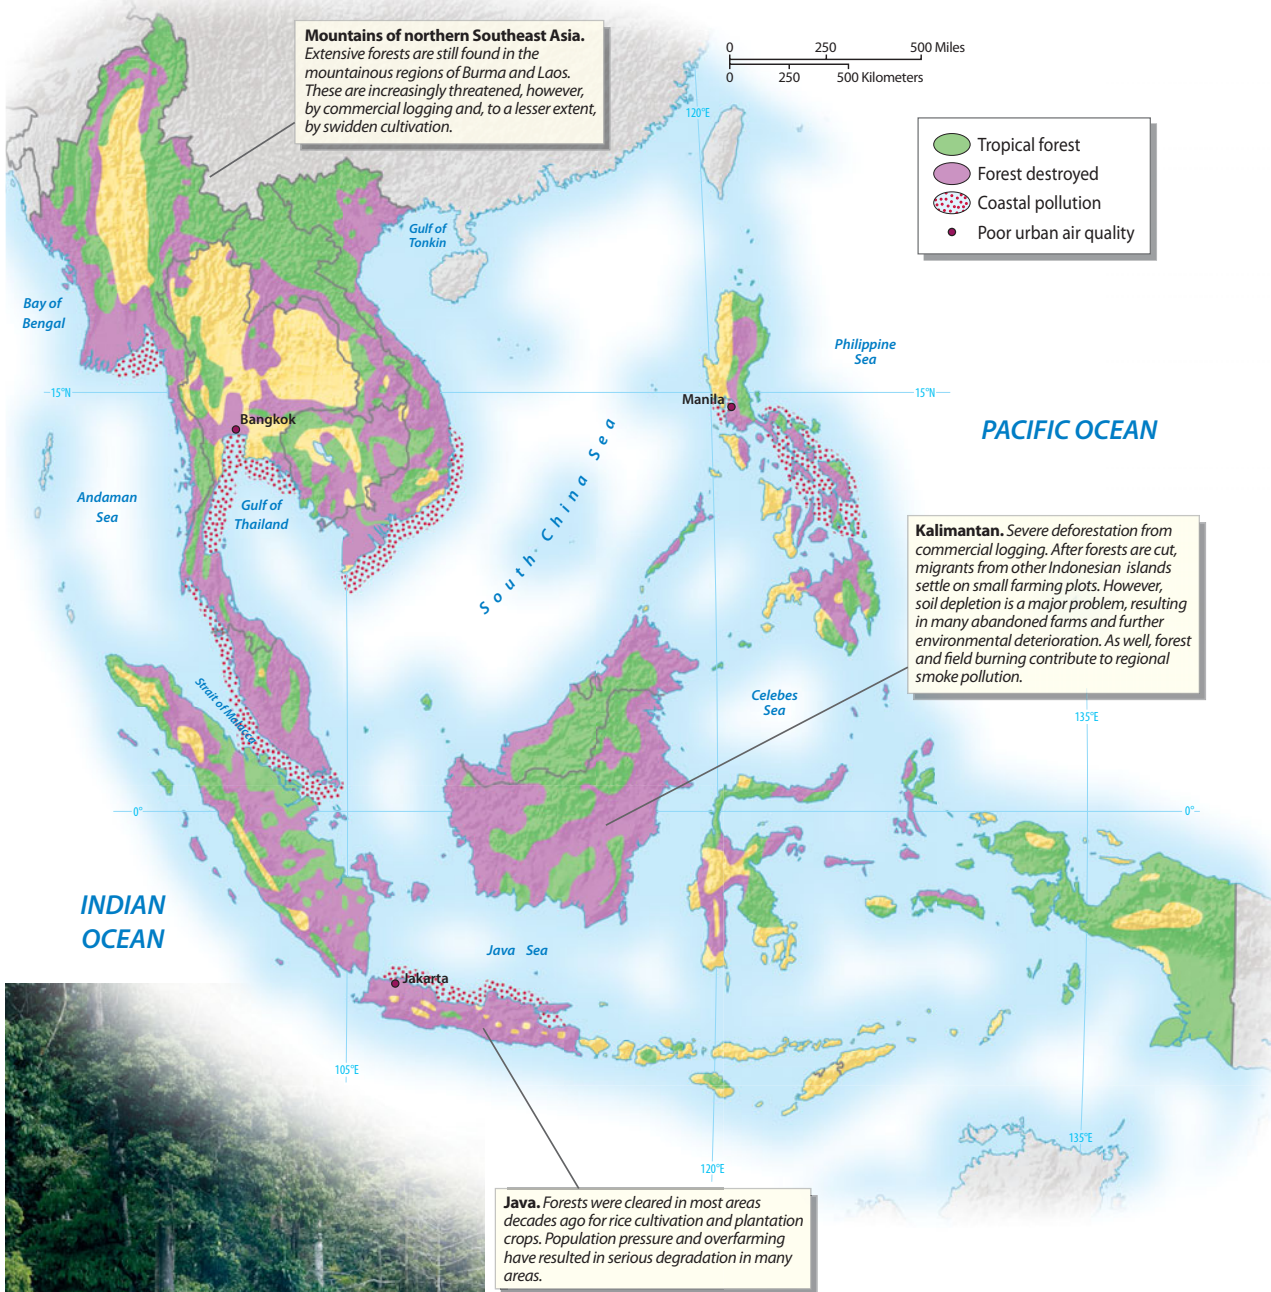 Mountains of northern Southeast Asia.
Extensive forests are still found in the
mountainous regions of Burma and Laos.
These are increasingly threatened, however,
by commercial logging and, to a lesser extent,
by swidden cultivation.
0 250 500 Miles
0 250 500 Kilometers
120°E
Tropical forest
Forest destroyed
Coastal pollution
Poor urban air quality
Gulf of
Tonkin
Bay of
Bengal
Philippine
Sea
15°N
15°N
Manila
Bangkok
PACIFIC OCEAN
South China Sea
Andaman
Sea
Gulf of
Thailand
Kalimantan. Severe deforestation from
commercial logging. After forests are cut,
migrants from other Indonesian islands
settle on small farming plots. However,
soil depletion is a major problem, resulting
in many abandoned farms and further
environmental deterioration. As well, forest
and field burning contribute to regional
smoke pollution.
Strait of Malacca
Celebes
Sea
135°E
0°
0°
INDIAN
OCEAN
Java Sea
Jakarta
105°E
135°E
120°E
Java. Forests were cleared in most areas
decades ago for rice cultivation and plantation
crops. Population pressure and overfarming
have resulted in serious degradation in many
areas.